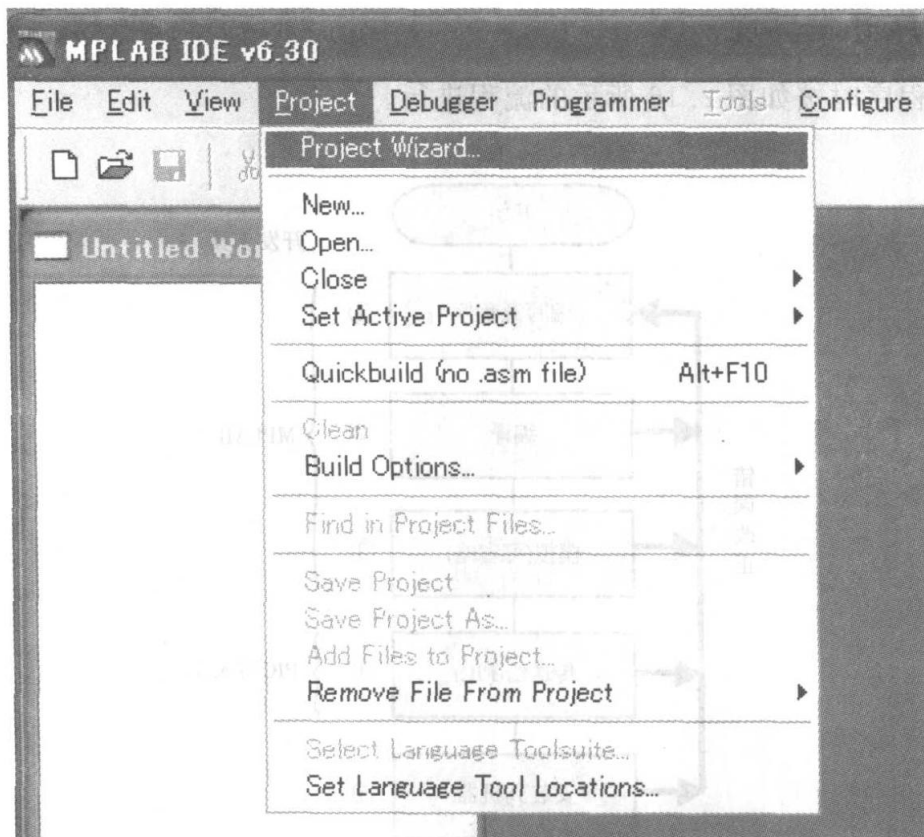 MPLAB IDE v6.30
File Edit View Project Debugger Programmer Tools Configure
Project Wizard...
Untitled Wo
New...
Open...
Close
Set Active Project
Quickbuild (no .asm file) Alt+F10
Clean
Build Options...
Find in Project Files...
Save Project
Save Project As...
Add Files to Project...
Remove File From Project
Select Language Toolsuite...
Set Language Tool Locations...